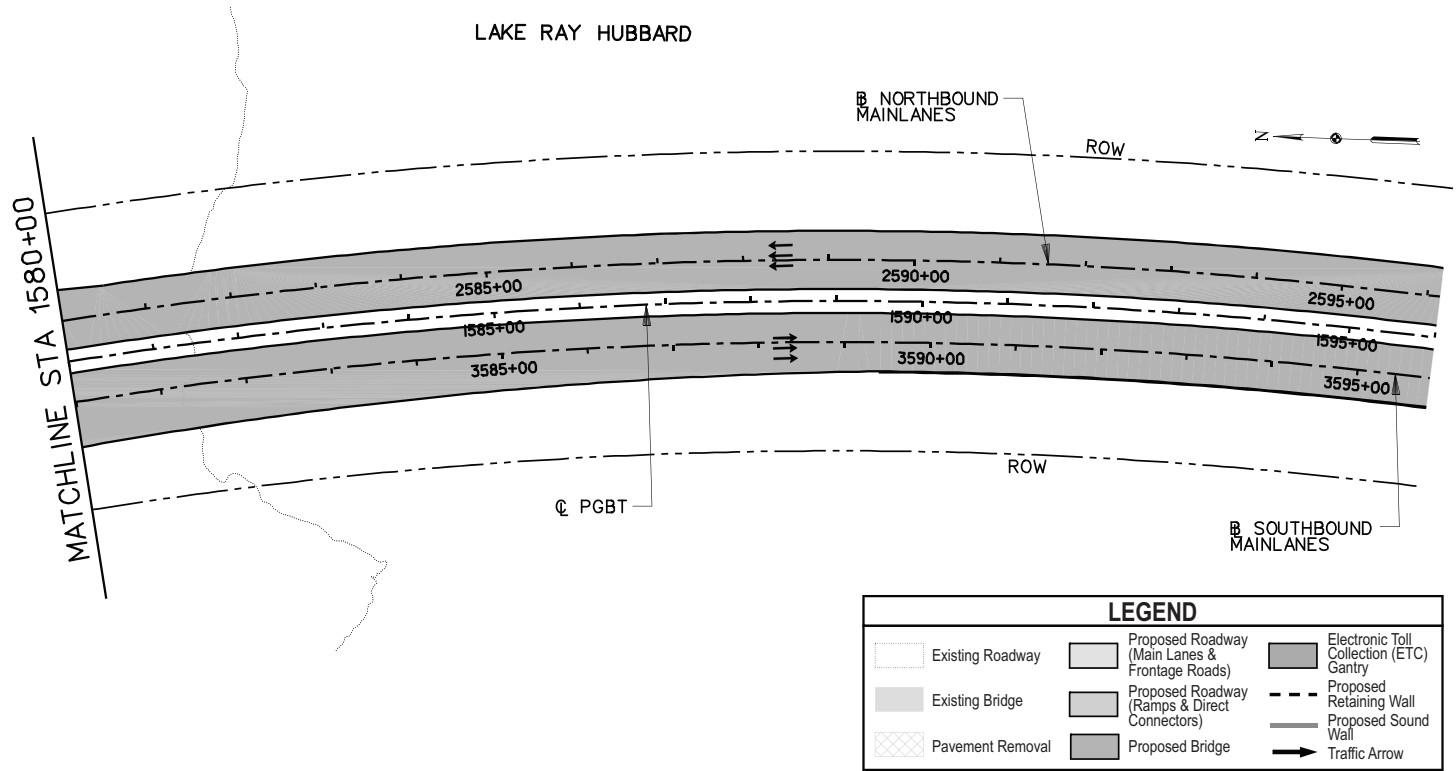 LAKE RAY HUBBARD
℄ NORTHBOUND
MAINLANES
N
ROW
MATCHLINE STA 1580+00
2585+00
2590+00
2595+00
1585+00
1590+00
1595+00
3585+00
3590+00
3595+00
ROW
℄ PGBT
SOUTHBOUND
MAINLANES
LEGEND
Existing Roadway
Existing Bridge
Pavement Removal
Proposed Roadway
(Main Lanes &
Frontage Roads)
Proposed Roadway
(Ramps & Direct
Connectors)
Proposed Bridge
Electronic Toll
Collection (ETC)
Gantry
Proposed
Retaining Wall
Proposed Sound
Wall
Traffic Arrow